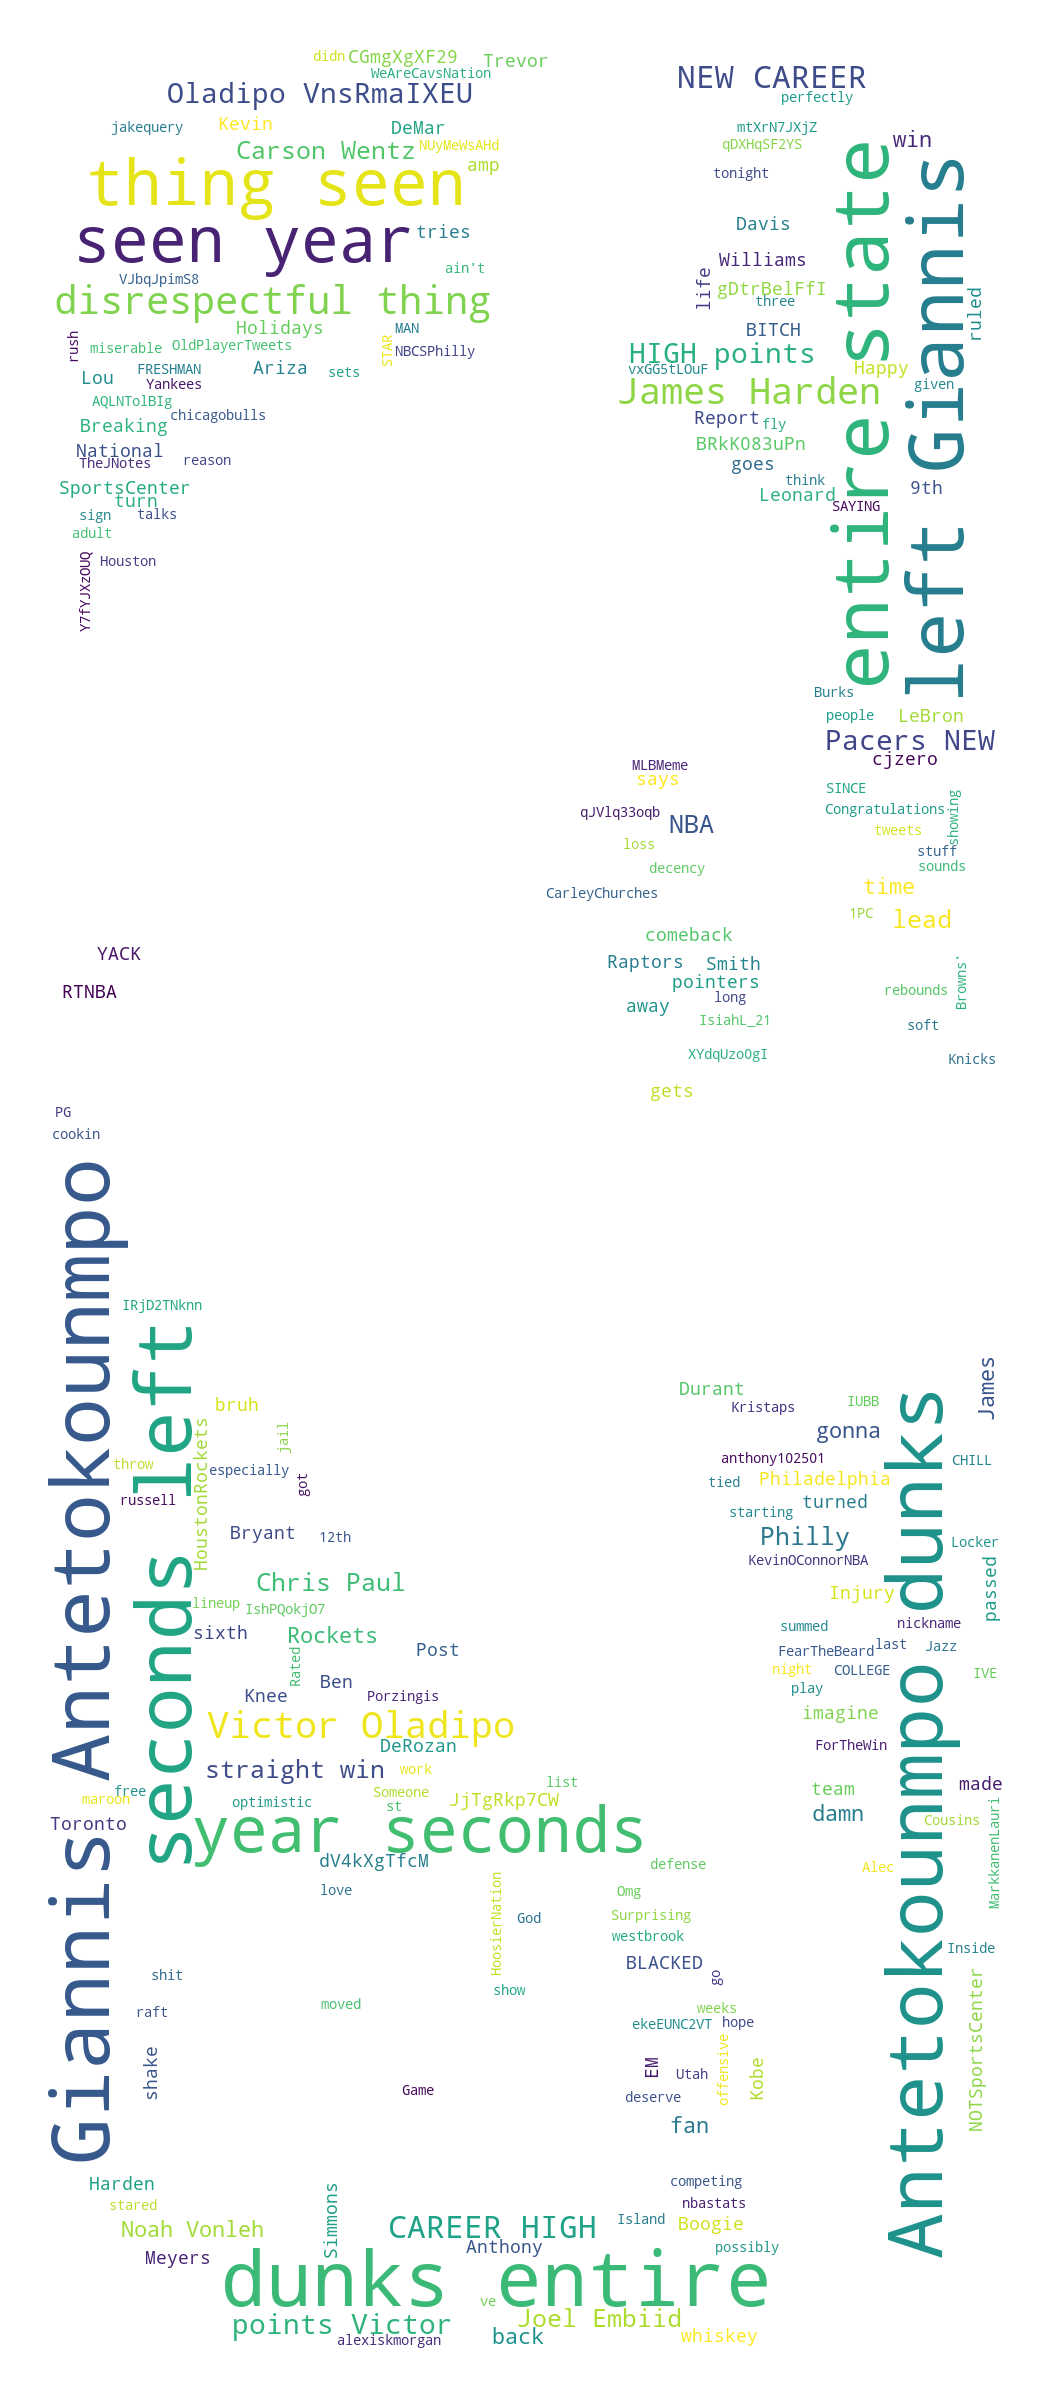 didn
CGmgXgXF29
Trevor
WeAreCavsNation
NEW CAREER
Oladipo VnsRmaIXEU
perfectly
jakequery
Kevin
DeMar
mtXrN7JXjZ
win
Carson Wentz
NUyMeWsAHd
qDXHqSF2YS
amp
tonight
thing seen
entire state
left Giannis
Davis
seen year
tries
Williams
ain't
life
VJbqJpimS8
gDtrBelFfI
disrespectful thing
three
ruled
Holidays
MAN
BITCH
rush
miserable
OldPlayerTweets
STAR
NBCSPhilly
HIGH points
FRESHMAN
Ariza
sets
vxGG5tLOuF
Happy
Lou
Yankees
James Harden
given
AQLNTolBIg
chicagobulls
Report
fly
Breaking
BRkKO83uPn
National
TheJNotes
reason
goes
SportsCenter
think
9th
turn
Leonard
sign
talks
SAYING
adult
Houston
Y7fYJXzOUQ
Burks
people
LeBron
Pacers NEW
cjzero
MLBMeme
says
SINCE
qJVlq33oqb
NBA
Congratulations
showing
tweets
loss
stuff
decency
sounds
CarleyChurches
time
1PC
lead
comeback
YACK
Raptors
Smith
Browns'
pointers
RTNBA
long
rebounds
away
IsiahL_21
soft
XYdqUzo0gI
Knicks
gets
PG
cookin
Giannis Antetokounmpo
IRjD2TNknn
seconds left
James
Durant
bruh
Kristaps
IUBB
Antetokounmpo dunks
jail
gonna
HoustonRockets
throw
especially
anthony102501
CHILL
got
tied
Philadelphia
russell
starting
turned
Bryant
12th
Philly
Locker
KevinOConnorNBA
Chris Paul
passed
lineup
IshPQokjO7
Injury
sixth
Rockets
summed
nickname
Post
FearTheBeard
last
Jazz
Rated
Ben
night
COLLEGE
IVE
Knee
Porzingis
play
Victor Oladipo
imagine
DeRozan
ForTheWin
straight win
work
list
free
Someone
team
made
maroon
optimistic
st
JjTgRkp7CW
damn
Cousins
Toronto
year seconds
MarkkanenLauri
dV4kXgTfcM
defense
Alec
love
Omg
HoosierNation
God
Surprising
westbrook
Inside
shit
BLACKED
go
show
NOTSportsCenter
raft
moved
weeks
ekeEUNC2VT
hope
shake
EM
Utah
offensive
Kobe
Game
deserve
fan
Harden
competing
stared
nbastats
Noah Vonleh
Simmons
CAREER HIGH
Island
Boogie
Meyers
Anthony
possibly
dunks entire
ve
points Victor
Joel Embiid
alexiskmorgan
back
whiskey